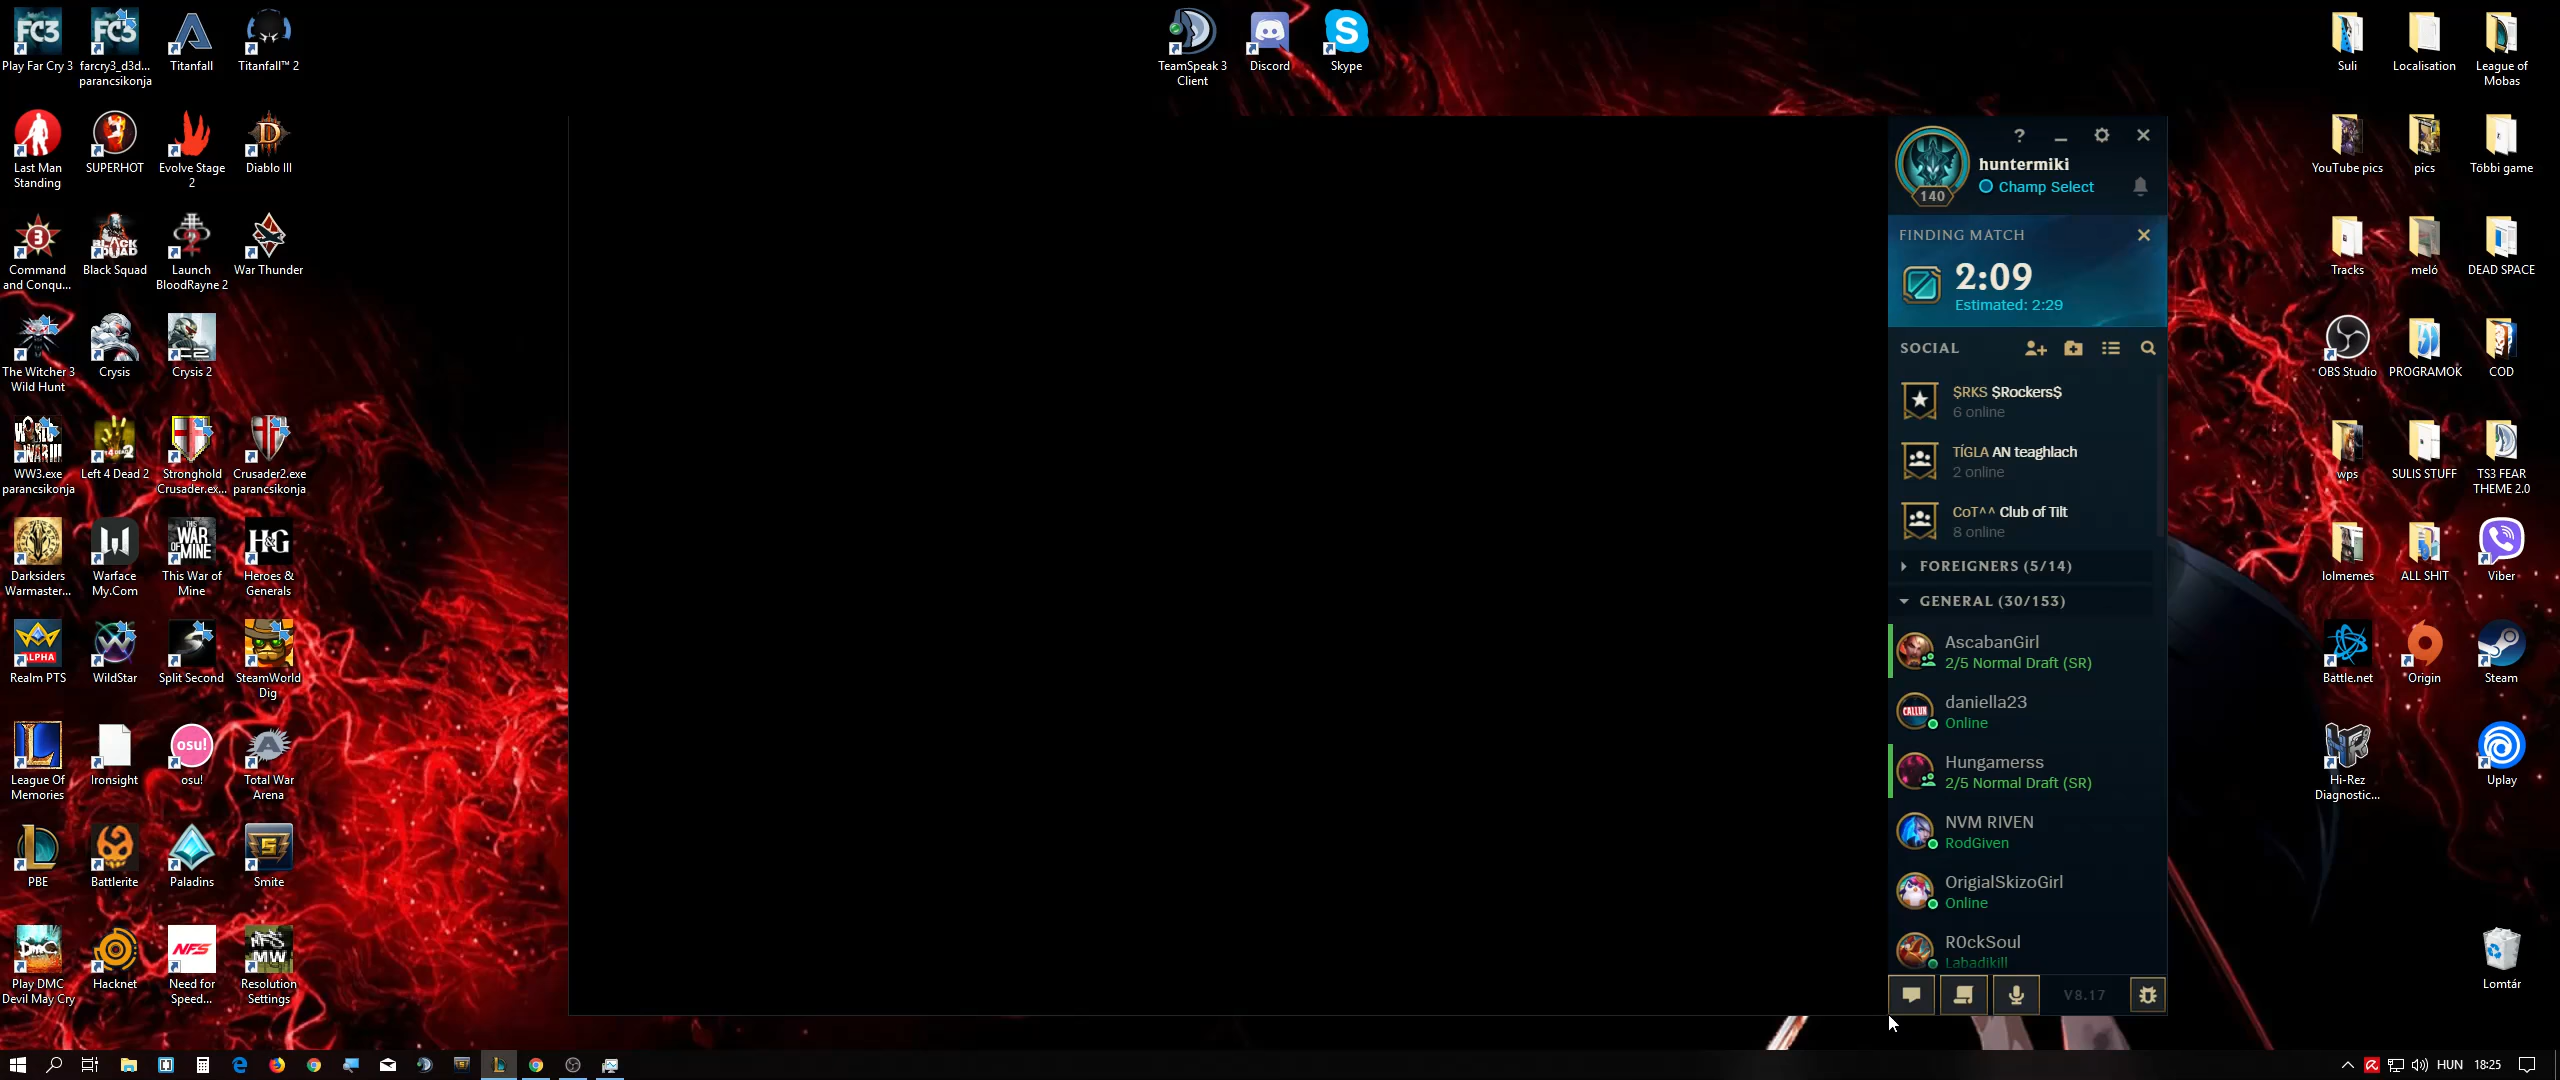 Play Far Cry 3
farcry3_d3d...
parancsikonja
Titanfall
Titanfall™ 2
TeamSpeak 3
Client
Discord
Skype
Suli
Localisation
League of
Mobas
Last Man
Standing
SUPERHOT
Evolve Stage
2
Diablo III
YouTube pics
pics
Többi game
Command
and Conqu...
Black Squad
Launch
BloodRayne 2
War Thunder
Tracks
meló
DEAD SPACE
The Witcher 3
Wild Hunt
Crysis
Crysis 2
OBS Studio
PROGRAMOK
COD
WW3.exe
parancsikonja
Left 4 Dead 2
Stronghold
Crusader.ex...
Crusader2.exe
parancsikonja
wps
SULIS STUFF
TS3 FEAR
THEME 2.0
Darksiders
Warmaster...
Warface
My.Com
This War of
Mine
Heroes &
Generals
lolmemes
ALL SHIT
Viber
Realm PTS
WildStar
Split Second
SteamWorld
Dig
Battle.net
Origin
Steam
League Of
Memories
Ironsight
osu!
Total War
Arena
Hi-Rez
Diagnostic...
Uplay
PBE
Battlerite
Paladins
Smite
Play DMC
Devil May Cry
Hacknet
Need for
Speed...
Resolution
Settings
Lomtár
huntermiki
Champ Select
140
FINDING MATCH
2:09
Estimated: 2:29
SOCIAL
$RKS $Rockers$
6 online
TÍGLA AN teaghlach
2 online
CoT^^ Club of Tilt
8 online
FOREIGNERS (5/14)
GENERAL (30/153)
AscabanGirl
2/5 Normal Draft (SR)
daniella23
Online
Hungamerss
2/5 Normal Draft (SR)
NVM RIVEN
RodGiven
OrigialSkizoGirl
Online
R0ckSoul
Labadikill
V8.17
HUN
18:25